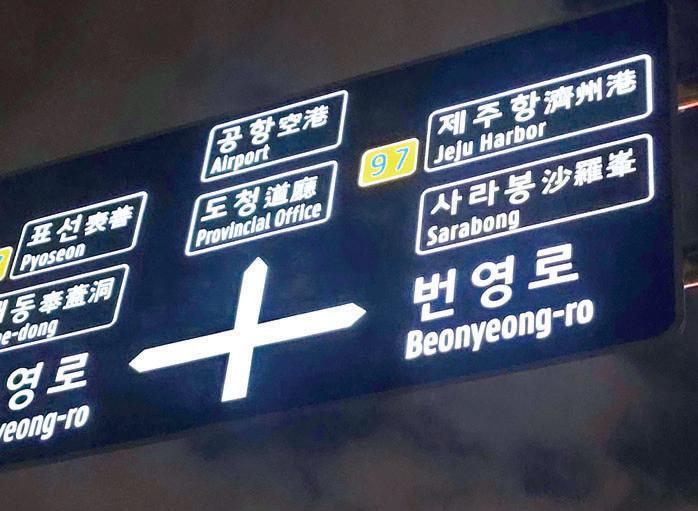 표선表善
Pyoseon
동奉蓋洞
e-dong
영로
yeong-ro
공항空港
Airport
도청道廳
Provincial Office
97
제주항濟州港
Jeju Harbor
사라봉沙羅峯
Sarabong
번영로
Beonyeong-ro